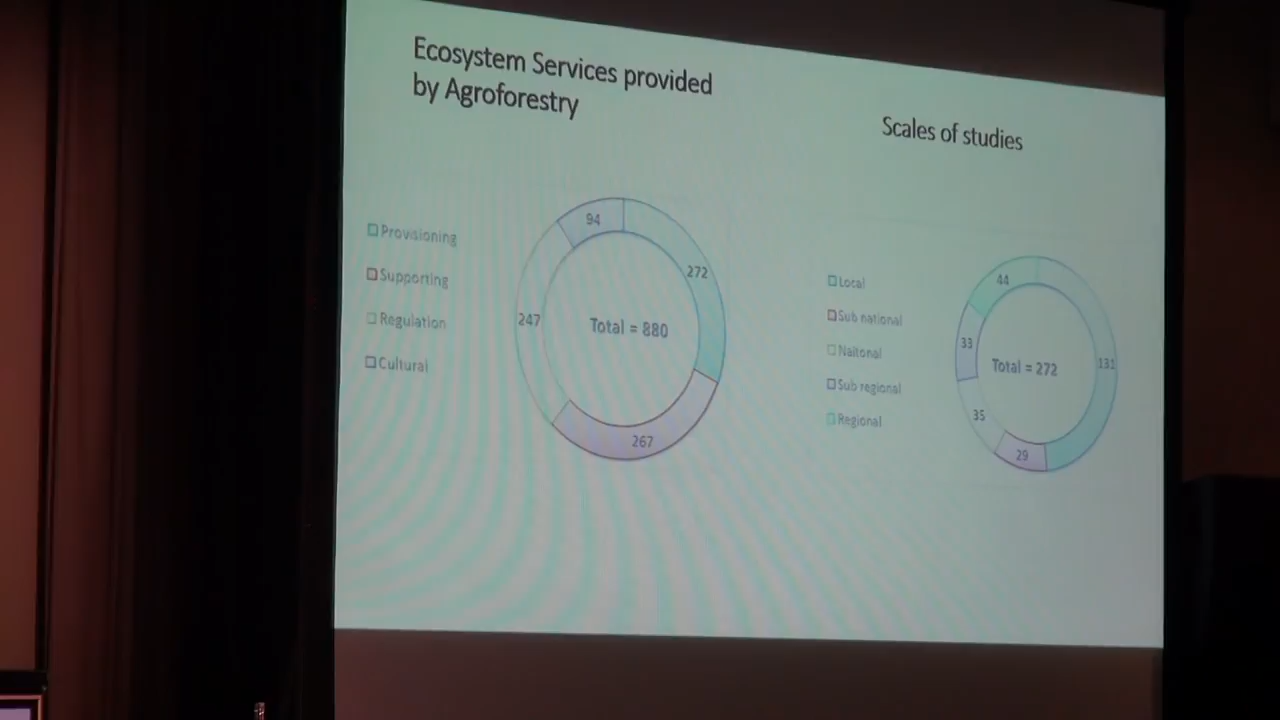 Ecosystem Services provided
by Agroforestry
Provisioning
Supporting
Regulation
Cultural
94
272
247
Total = 880
267
Scales of studies
Local
Sub national
Naitonal
Sub regional
Regional
44
33
131
Total = 272
35
29